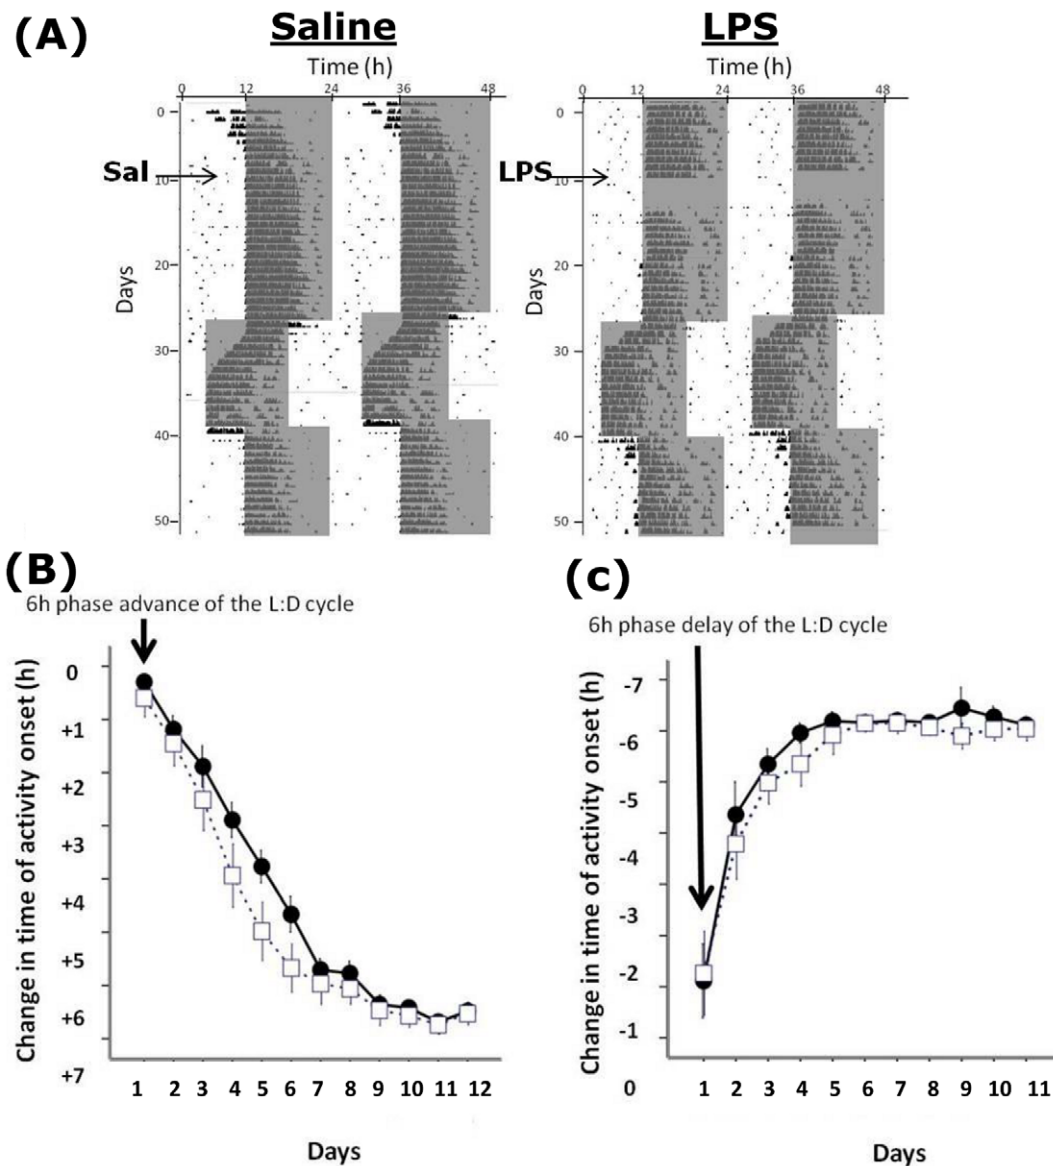 (A)
Saline
LPS
Time (h)
Time (h)
0 12 24 36 48
0 12 24 36 48
0
0
Sal
LPS
10
10
Days
Days
20
20
30
30
40
40
50
50
(B)
(c)
6h phase advance of the L:D cycle
6h phase delay of the L:D cycle
Change in time of activity onset (h)
0
+1
+2
+3
+4
+5
+6
+7
1 2 3 4 5 6 7 8 9 10 11 12
Days
Change in time of activity onset (h)
-7
-6
-5
-4
-3
-2
-1
0
1 2 3 4 5 6 7 8 9 10 11
Days